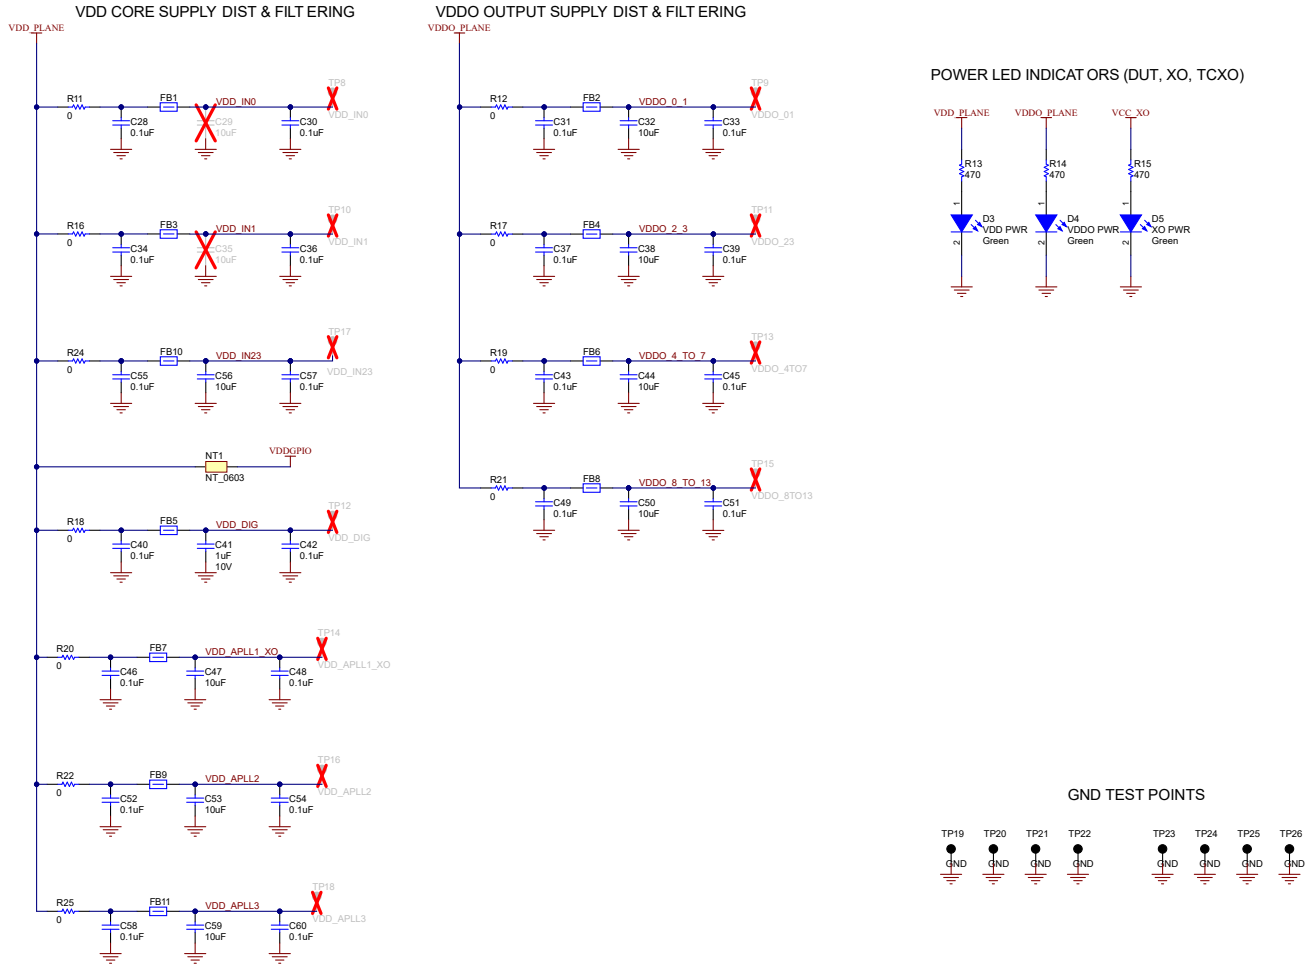 VDD CORE SUPPLY DIST & FILTERING
VDD_PLANE
R11
0
C28
0.1uF
FB1
VDD_IN0
C29
10uF
C30
0.1uF
TP8
VDD_IN0
R16
0
C34
0.1uF
FB3
VDD_IN1
C35
10uF
C36
0.1uF
TP10
VDD_IN1
R24
0
C55
0.1uF
FB10
VDD_IN23
C56
10uF
C57
0.1uF
TP17
VDD_IN23
NT1
NT_0603
VDDGPIO
R18
0
C40
0.1uF
FB5
VDD_DIG
C41
1uF
10V
C42
0.1uF
TP12
VDD_DIG
R20
0
C46
0.1uF
FB7
VDD_APLL1_XO
C47
10uF
C48
0.1uF
TP14
VDD_APLL1_XO
R22
0
C52
0.1uF
FB9
VDD_APLL2
C53
10uF
C54
0.1uF
TP16
VDD_APLL2
R25
0
C58
0.1uF
FB11
VDD_APLL3
C59
10uF
C60
0.1uF
TP18
VDD_APLL3
VDDO OUTPUT SUPPLY DIST & FILTERING
VDDO_PLANE
R12
0
C31
0.1uF
FB2
VDDO_0_1
C32
10uF
C33
0.1uF
TP9
VDDO_01
R17
0
C37
0.1uF
FB4
VDDO_2_3
C38
10uF
C39
0.1uF
TP11
VDDO_23
R19
0
C43
0.1uF
FB6
VDDO_4_TO_7
C44
10uF
C45
0.1uF
TP13
VDDO_4TO7
R21
0
C49
0.1uF
FB8
VDDO_8_TO_13
C50
10uF
C51
0.1uF
TP15
VDDO_8TO13
POWER LED INDICATORS (DUT, XO, TCXO)
VDD_PLANE
R13
470
1
2
D3
VDD PWR
Green
VDDO_PLANE
R14
470
1
2
D4
VDDO PWR
Green
VCC_XO
R15
470
1
2
D5
XO PWR
Green
GND TEST POINTS
TP19
GND
TP20
GND
TP21
GND
TP22
GND
TP23
GND
TP24
GND
TP25
GND
TP26
GND